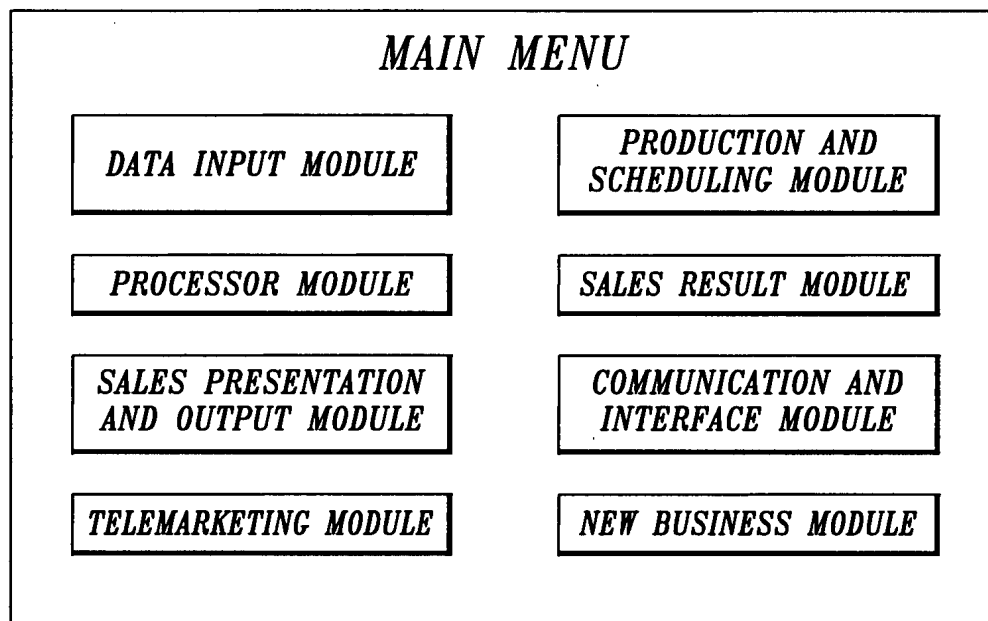 MAIN MENU
DATA INPUT MODULE
PRODUCTION AND
SCHEDULING MODULE
PROCESSOR MODULE
SALES RESULT MODULE
SALES PRESENTATION
AND OUTPUT MODULE
COMMUNICATION AND
INTERFACE MODULE
TELEMARKETING MODULE
NEW BUSINESS MODULE